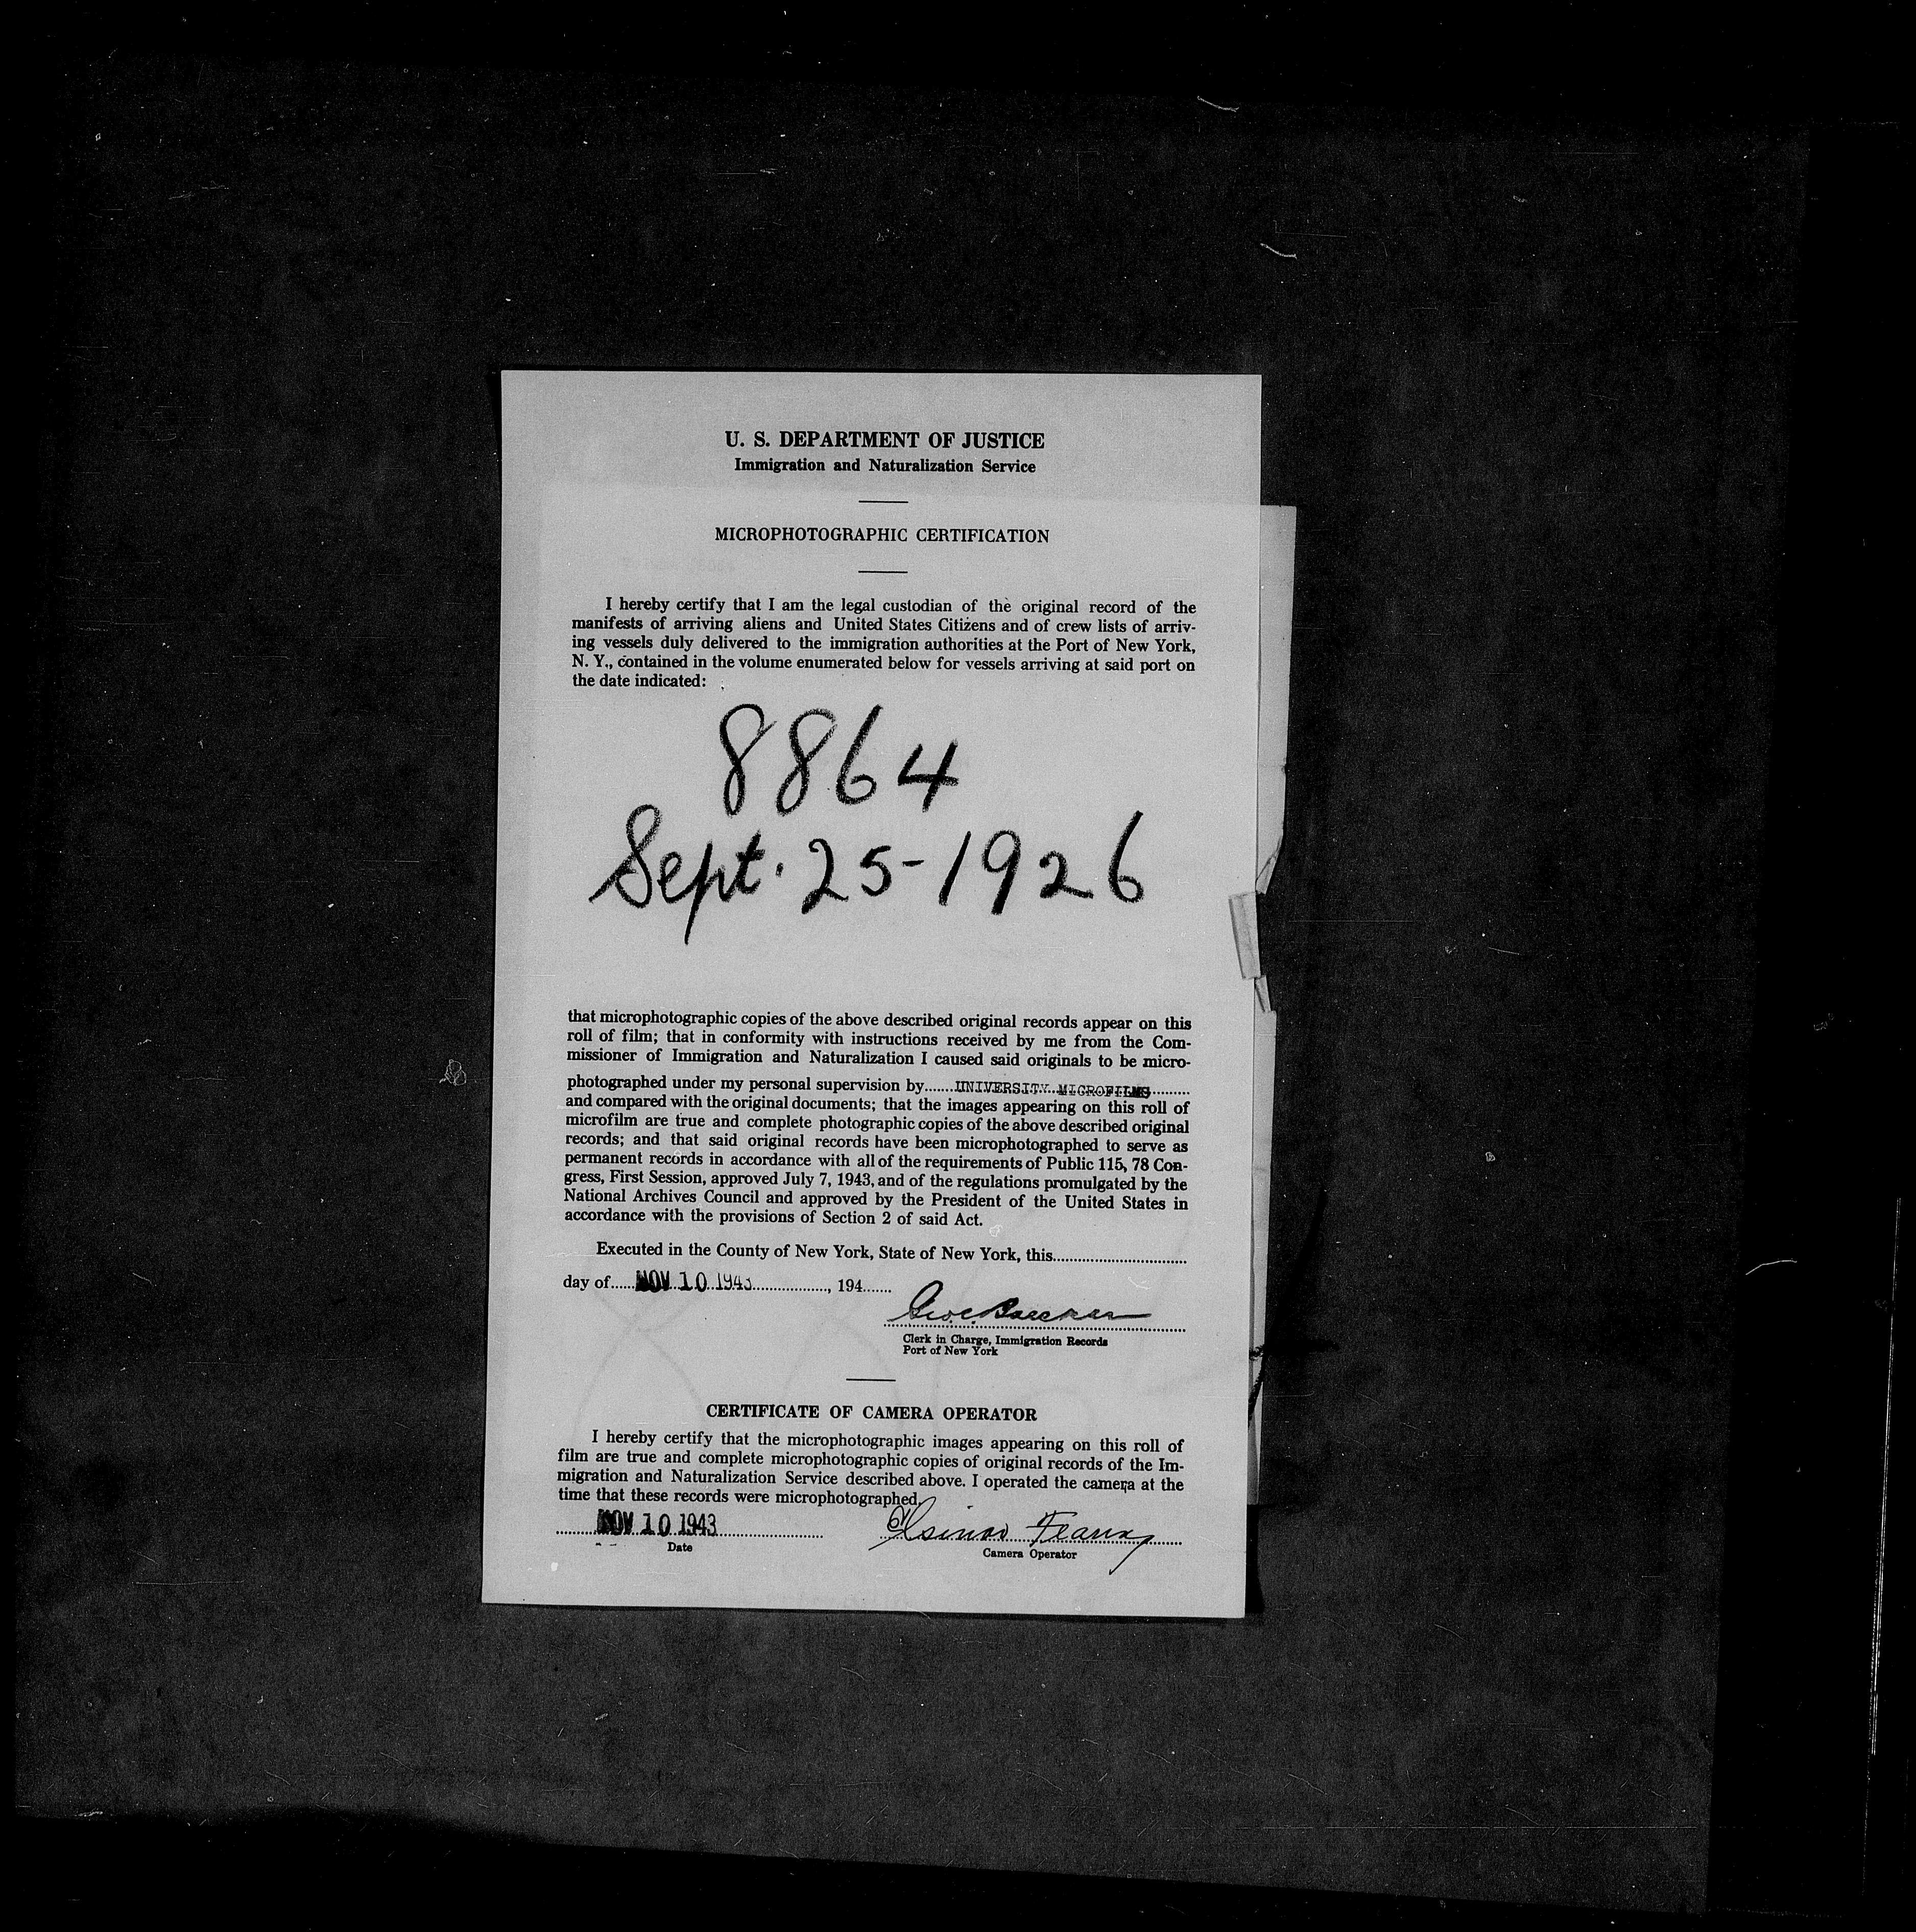 U. S. DEPARTMENT OF JUSTICE
Immigration and Naturalization Service
MICROPHOTOGRAPHIC CERTIFICATION
I hereby certify that I am the legal custodian of the original record of the
manifests of arriving aliens and United States Citizens and of crew lists of arriv-
ing vessels duly delivered to the immigration authorities at the Port of New York,
N. Y., contained in the volume enumerated below for vessels arriving at said port on
the date indicated:
8864
Sept. 25-1926
that microphotographic copies of the above described original records appear on this
roll of film; that in conformity with instructions received by me from the Com-
missioner of Immigration and Naturalization I caused said originals to be micro-
photographed under my personal supervision by UNIVERSITY MICROFILMS
and compared with the original documents; that the images appearing on this roll of
microfilm are true and complete photographic copies of the above described original
records; and that said original records have been microphotographed to serve as
permanent records in accordance with all of the requirements of Public 115, 78 Con-
gress, First Session, approved July 7, 1943, and of the regulations promulgated by the
National Archives Council and approved by the President of the United States in
accordance with the provisions of Section 2 of said Act.
Executed in the County of New York, State of New York, this
day of NOV 10 1943, 194
Clerk in Charge, Immigration Records
Port of New York
CERTIFICATE OF CAMERA OPERATOR
I hereby certify that the microphotographic images appearing on this roll of
film are true and complete microphotographic copies of original records of the Im-
migration and Naturalization Service described above. I operated the camera at the
time that these records were microphotographed.
NOV 10 1943
Date
Camera Operator